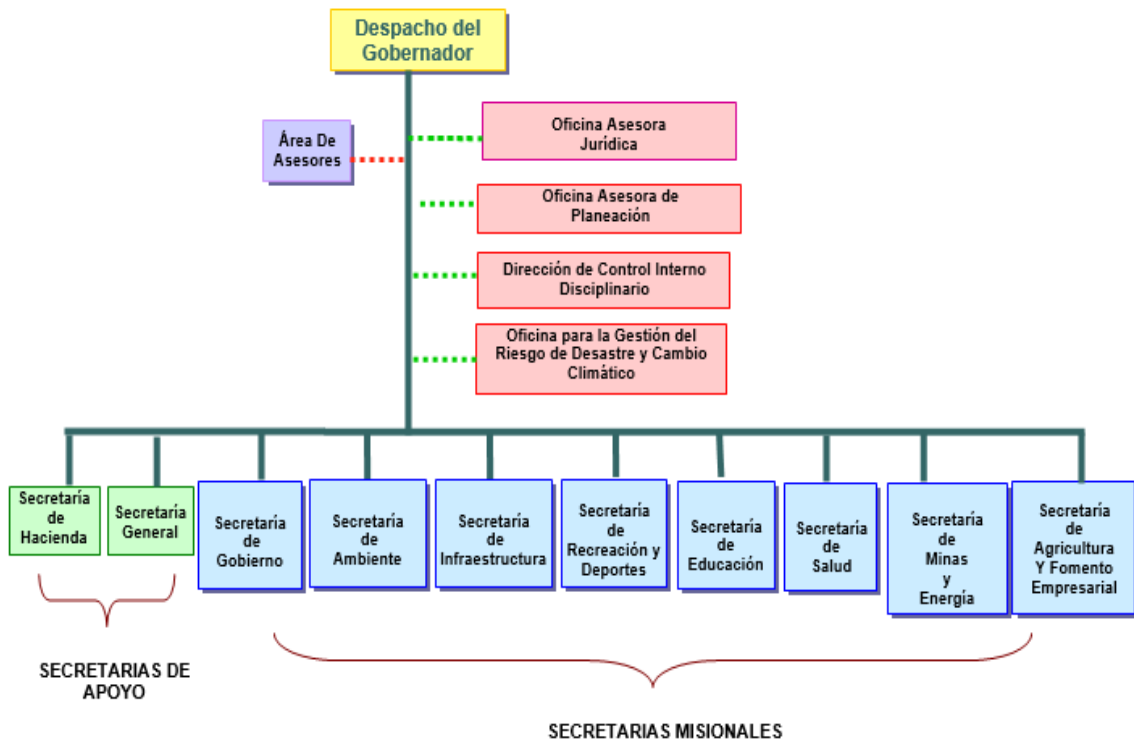 Despacho del
Gobernador
Área De
Asesores
Oficina Asesora
Jurídica
Oficina Asesora de
Planeación
Dirección de Control Interno
Disciplinario
Oficina para la Gestión del
Riesgo de Desastre y Cambio
Climático
Secretaría
de
Hacienda
Secretaría
General
Secretaría
de
Gobierno
Secretaría
de
Ambiente
Secretaría
de
Infraestructura
Secretaría
de
Recreación y
Deportes
Secretaría
de
Educación
Secretaría
de
Salud
Secretaría
de
Minas
y
Energía
Secretaría
de
Agricultura
Y Fomento
Empresarial
SECRETARIAS DE
APOYO
SECRETARIAS MISIONALES